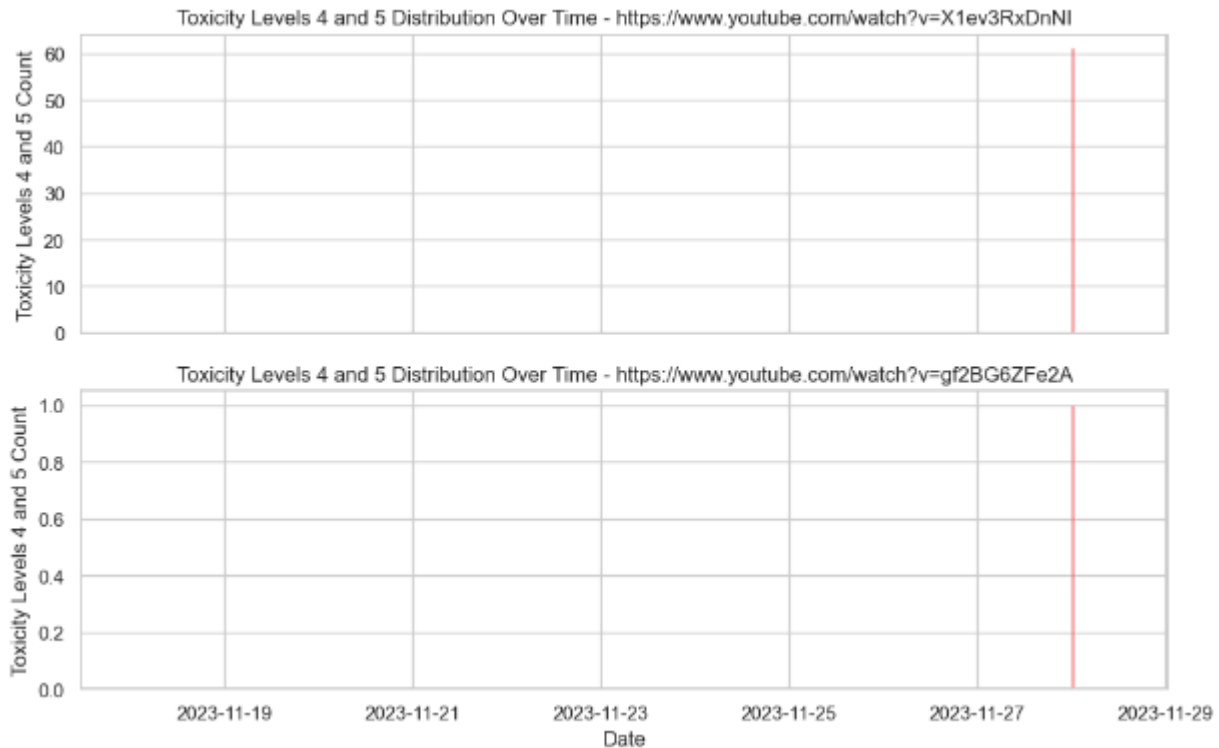 Toxicity Levels 4 and 5 Distribution Over Time - https://www.youtube.com/watch?v=X1ev3RxDnNI
Toxicity Levels 4 and 5 Count
60
50
40
30
20
10
0
Toxicity Levels 4 and 5 Distribution Over Time - https://www.youtube.com/watch?v=gf2BG6ZFe2A
Toxicity Levels 4 and 5 Count
1.0
0.8
0.6
0.4
0.2
0.0
2023-11-19 2023-11-21 2023-11-23 2023-11-25 2023-11-27 2023-11-29
Date